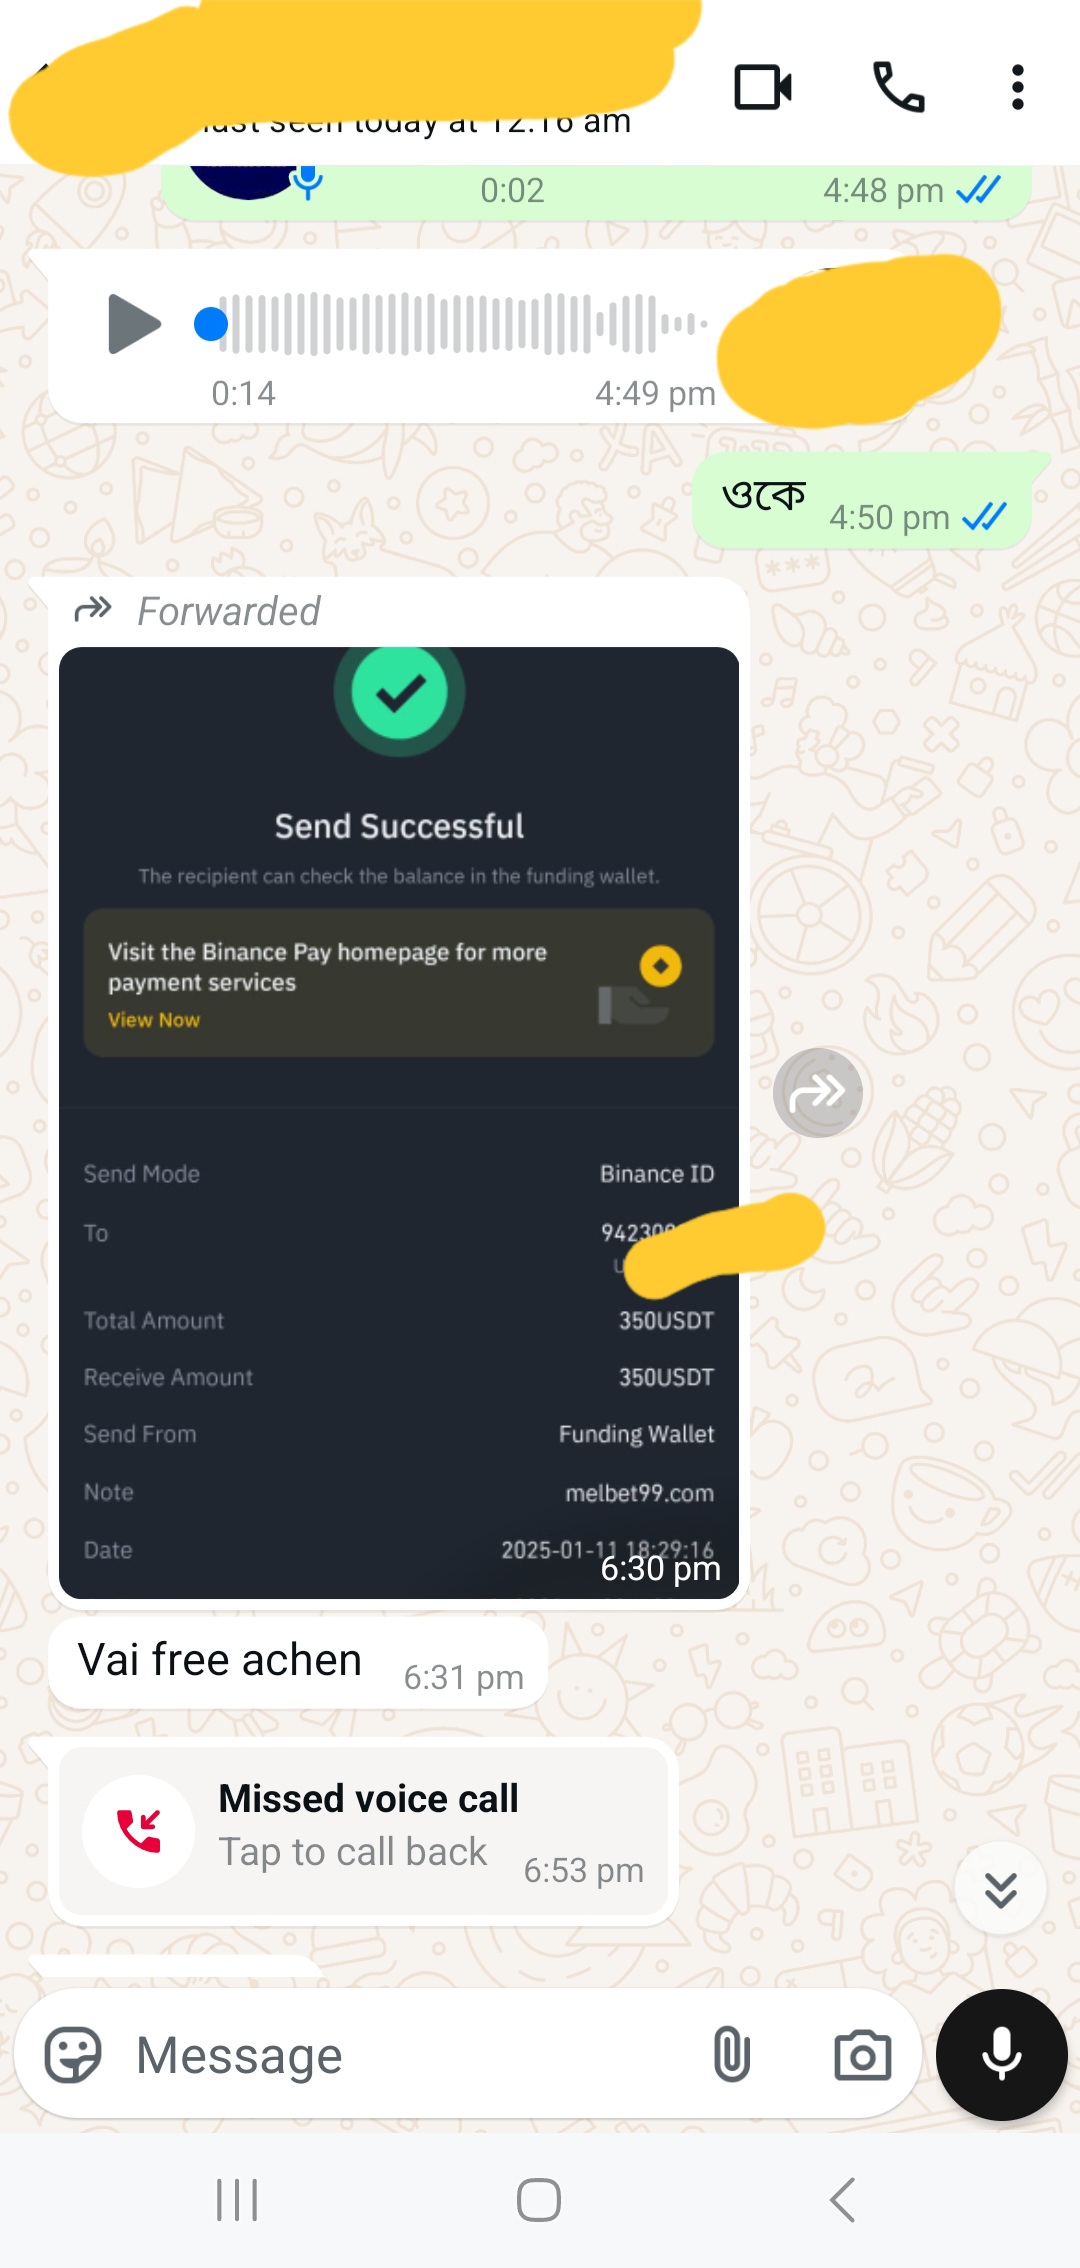 last seen today at 12:16 am
0:02
4:48 pm
0:14
4:49 pm
ওকে
4:50 pm
Forwarded
Send Successful
The recipient can check the balance in the funding wallet.
Visit the Binance Pay homepage for more
payment services
View Now
Send Mode Binance ID
To
Total Amount 350USDT
Receive Amount 350USDT
Send From Funding Wallet
Note melbet99.com
Date 2025-01-11 18:29:16
6:30 pm
Vai free achen
6:31 pm
Missed voice call
Tap to call back
6:53 pm
Message